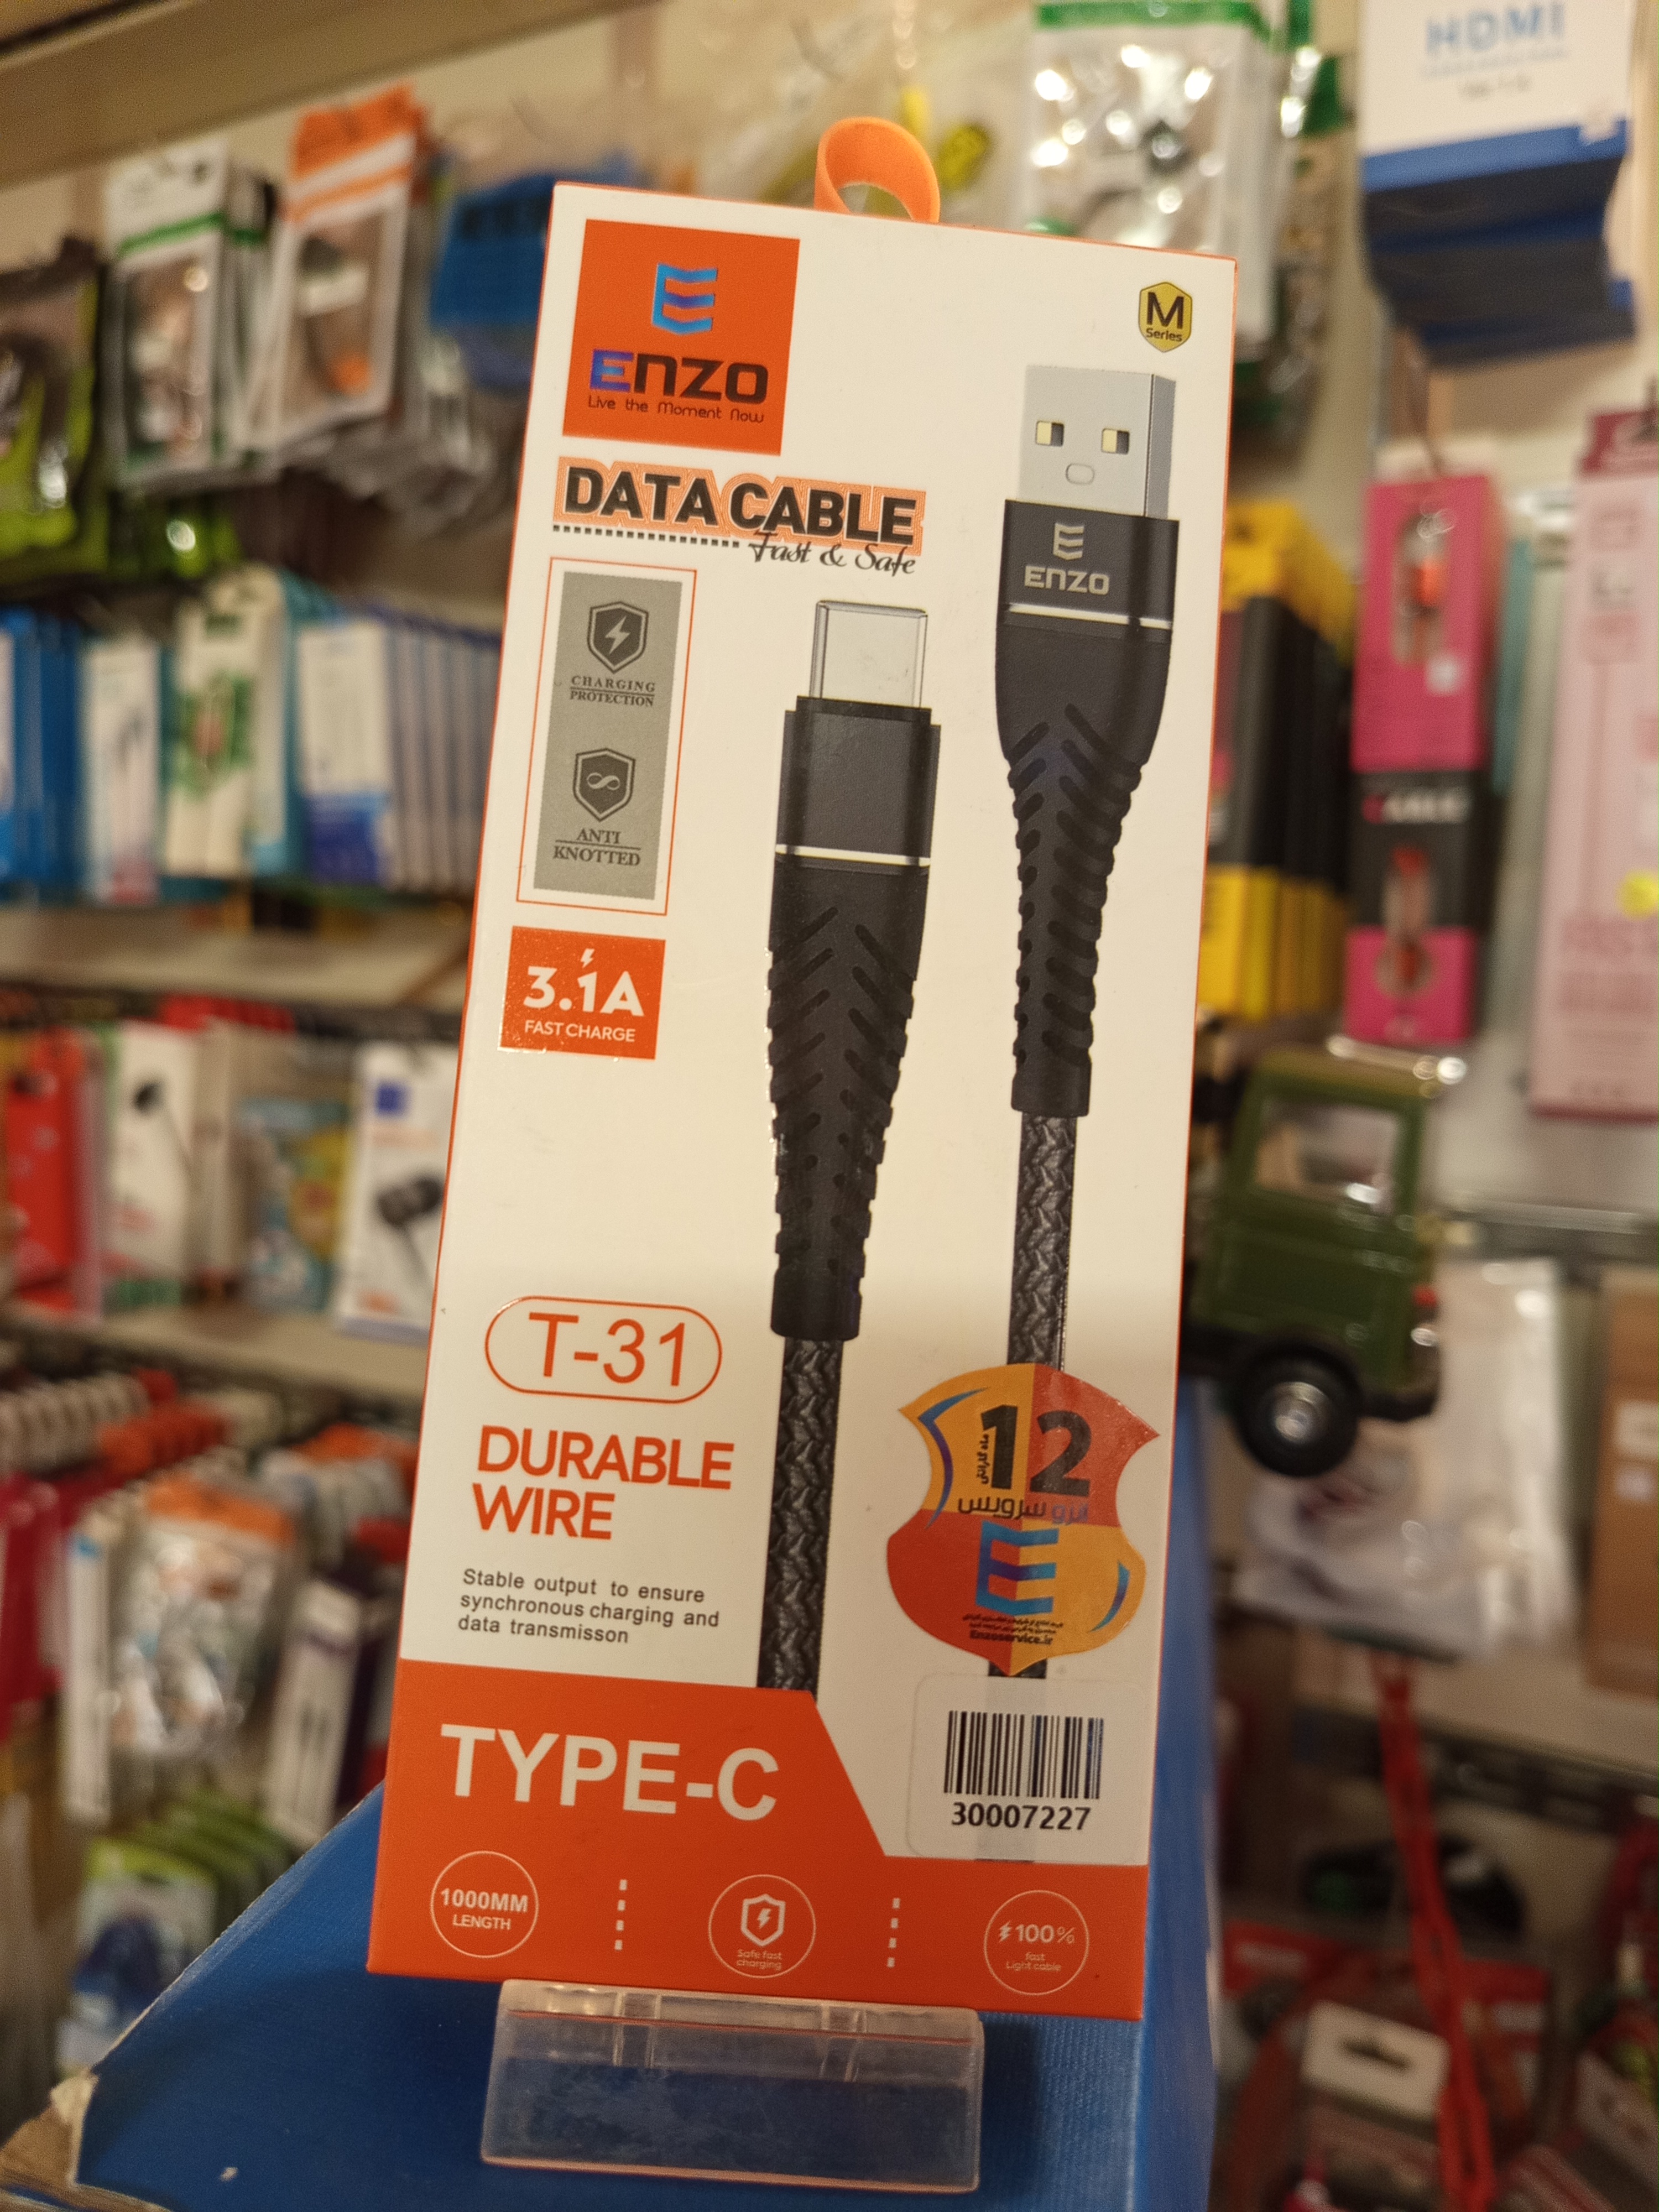 HDMI
ENZO
Live the Moment Now
M
Series
DATA CABLE
Fast & Safe
ENZO
CHARGING
PROTECTION
ANTI
KNOTTED
3.1A
FAST CHARGE
CABLE
T-31
DURABLE
WIRE
Stable output to ensure
synchronous charging and
data transmisson
12
ماه گارانتی
انزو سرویس
Enzoservice.ir
TYPE-C
30007227
1000MM
LENGTH
Safe fast
charging
100%
fast
Light cable